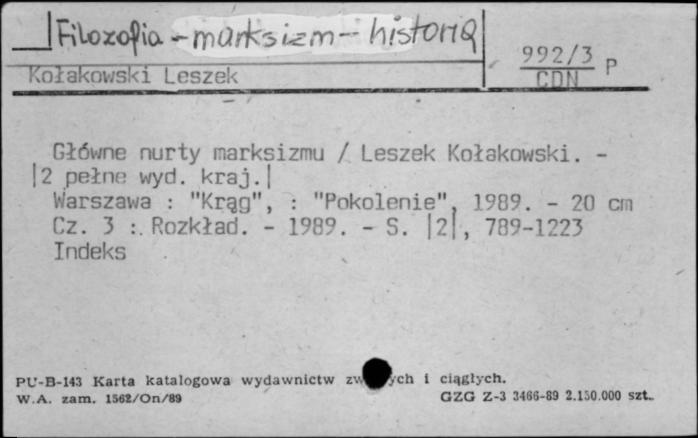 Filozofia - marksizm - historia
992/3 P
CDN
Kołakowski Leszek
Główne nurty marksizmu / Leszek Kołakowski. -
|2 pełne wyd. kraj.|
Warszawa : "Krąg", : "Pokolenie", 1989. - 20 cm
Cz. 3 : Rozkład. - 1989. - S. |2|, 789-1223
Indeks
PU-B-143 Karta katalogowa wydawnictw i ciągłych.
W.A. zam. 1562/On/89 GZG Z-3 3466-89 2.150.000 szt.